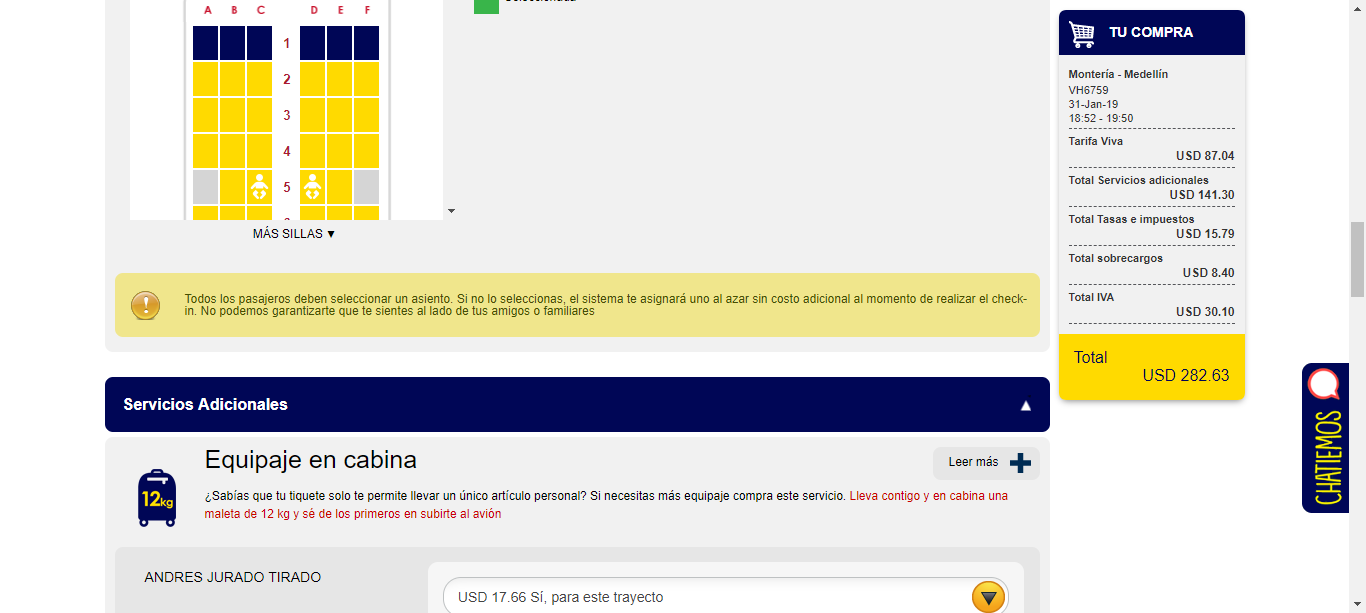 A B C D E F
Seleccionada
1
2
3
4
5
MÁS SILLAS ▼
Todos los pasajeros deben seleccionar un asiento. Si no lo seleccionas, el sistema te asignará uno al azar sin costo adicional al momento de realizar el check-
in. No podemos garantizarte que te sientes al lado de tus amigos o familiares
Servicios Adicionales
12kg
Equipaje en cabina
Leer más
¿Sabías que tu tiquete solo te permite llevar un único artículo personal? Si necesitas más equipaje compra este servicio. Lleva contigo y en cabina una
maleta de 12 kg y sé de los primeros en subirte al avión
ANDRES JURADO TIRADO
USD 17.66 Sí, para este trayecto
TU COMPRA
Montería - Medellín
VH6759
31-Jan-19
18:52 - 19:50
Tarifa Viva
USD 87.04
Total Servicios adicionales
USD 141.30
Total Tasas e impuestos
USD 15.79
Total sobrecargos
USD 8.40
Total IVA
USD 30.10
Total
USD 282.63
CHATIEMOS